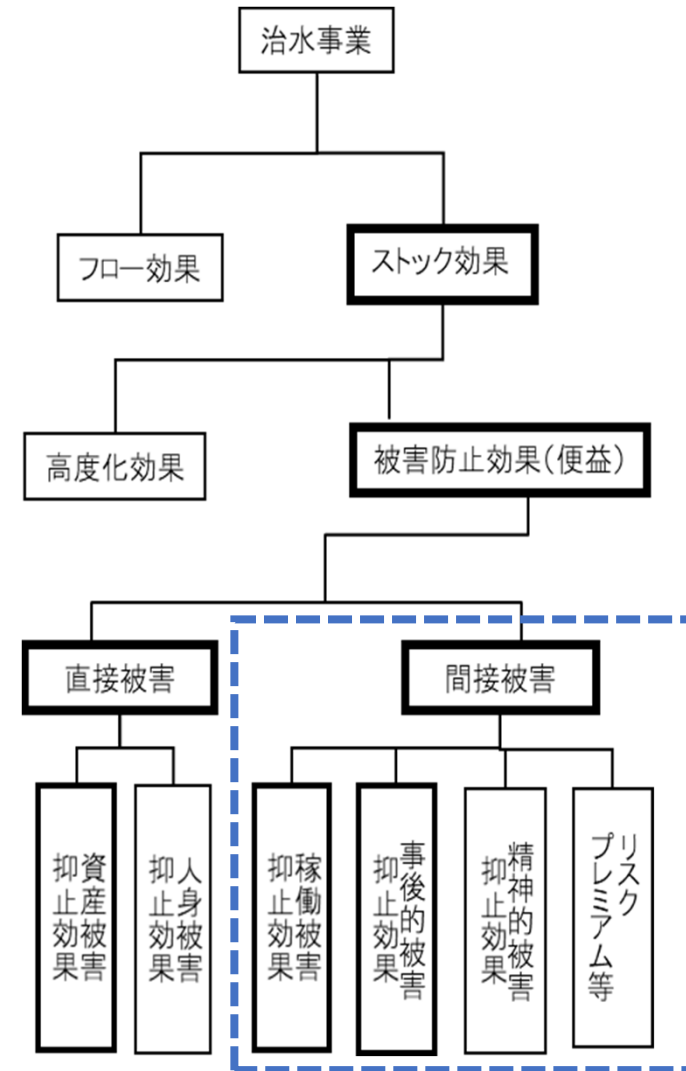 治水事業
フロー効果
ストック効果
高度化効果
被害防止効果(便益)
直接被害
間接被害
資産被害
抑止効果
人身被害
抑止効果
稼働被害
抑止効果
事後的被害
抑止効果
精神的被害
抑止効果
リスク
プレミアム等